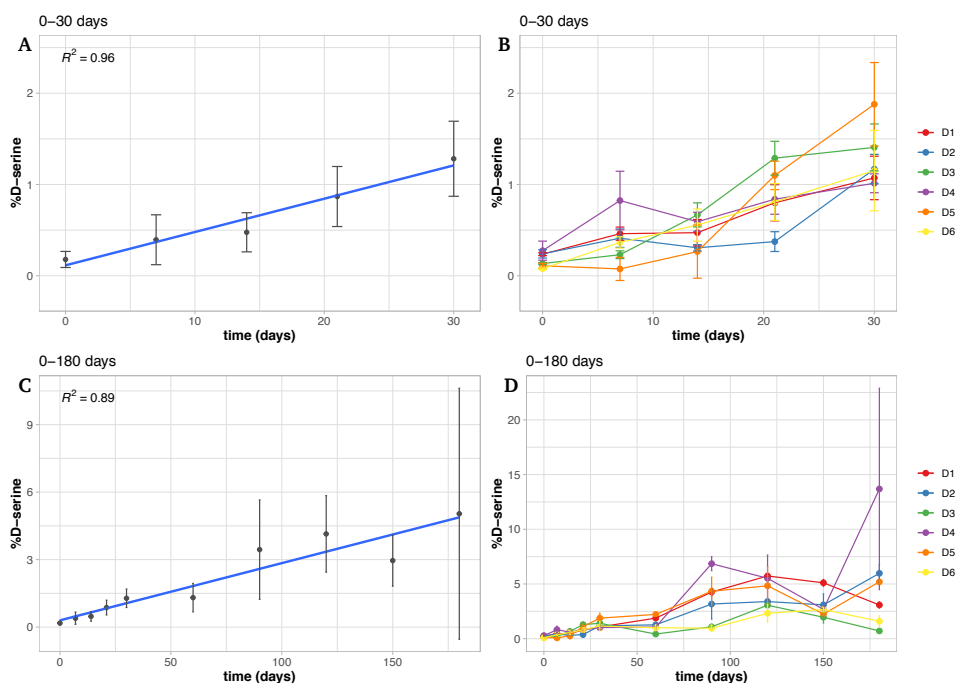 0–30 days
A
R² = 0.96
2
1
0
%D–serine
0 10 20 30
time (days)
0–30 days
B
2
1
0
%D–serine
0 10 20 30
time (days)
D1
D2
D3
D4
D5
D6
0–180 days
C
R² = 0.89
9
6
3
0
%D–serine
0 50 100 150
time (days)
0–180 days
D
20
15
10
5
0
%D–serine
0 50 100 150
time (days)
D1
D2
D3
D4
D5
D6